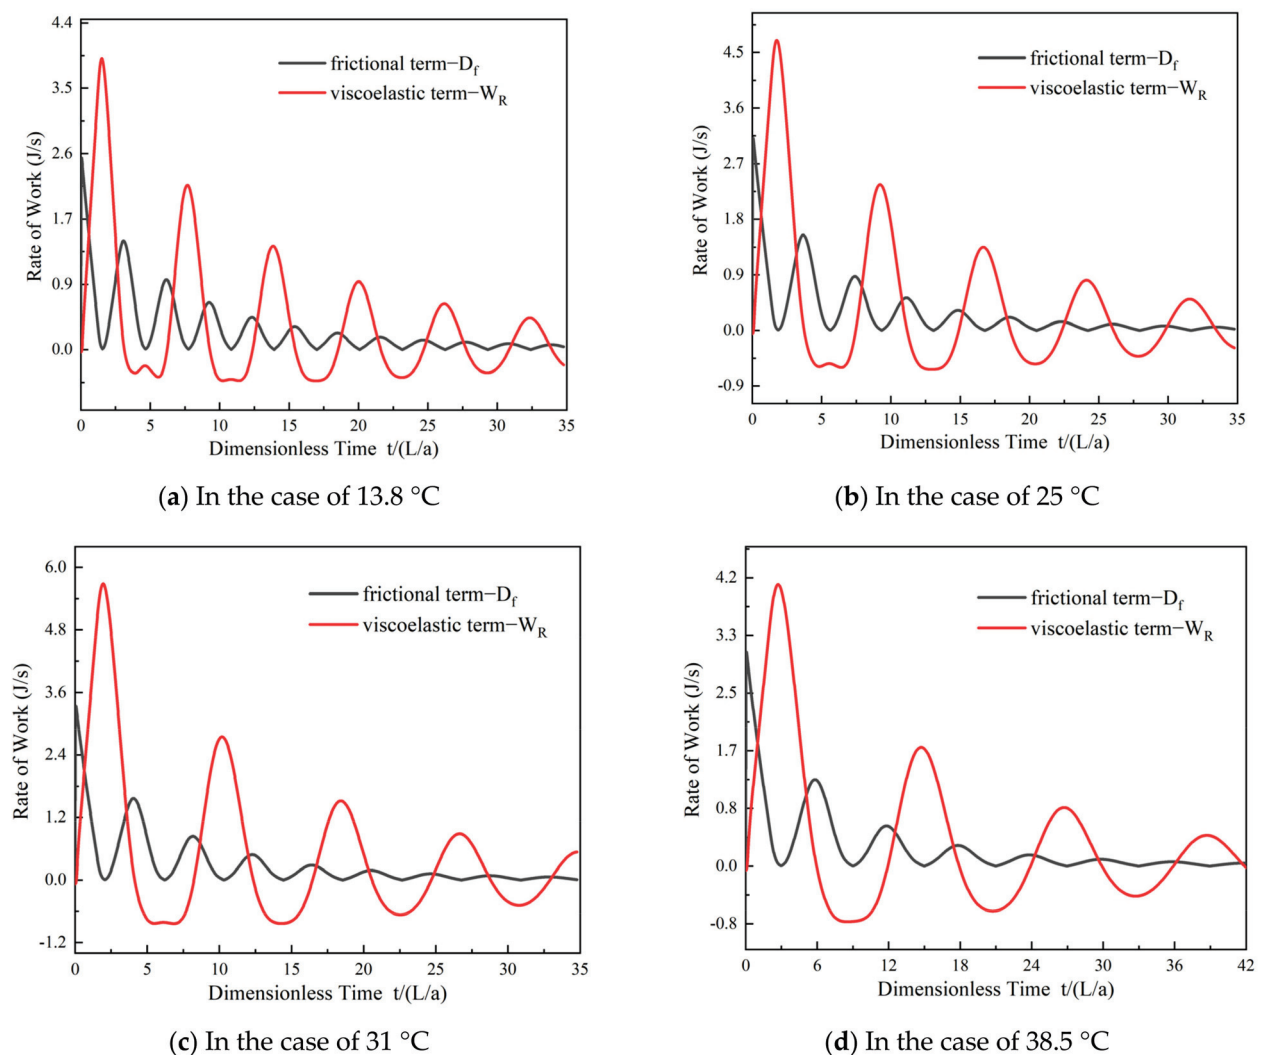 4.4
3.5
2.6
1.7
0.9
0.0
Rate of Work (J/s)
frictional term−Df
viscoelastic term−WR
0 5 10 15 20 25 30 35
Dimensionless Time t/(L/a)
(a) In the case of 13.8 °C
4.5
3.6
2.7
1.8
0.9
0.0
-0.9
Rate of Work (J/s)
frictional term−Df
viscoelastic term−WR
0 5 10 15 20 25 30 35
Dimensionless Time t/(L/a)
(b) In the case of 25 °C
6.0
4.8
3.6
2.4
1.2
0.0
-1.2
Rate of Work (J/s)
frictional term−Df
viscoelastic term−WR
0 5 10 15 20 25 30 35
Dimensionless Time t/(L/a)
(c) In the case of 31 °C
4.2
3.3
2.5
1.7
0.8
0.0
-0.8
Rate of Work (J/s)
frictional term−Df
viscoelastic term−WR
0 6 12 18 24 30 36 42
Dimensionless Time t/(L/a)
(d) In the case of 38.5 °C